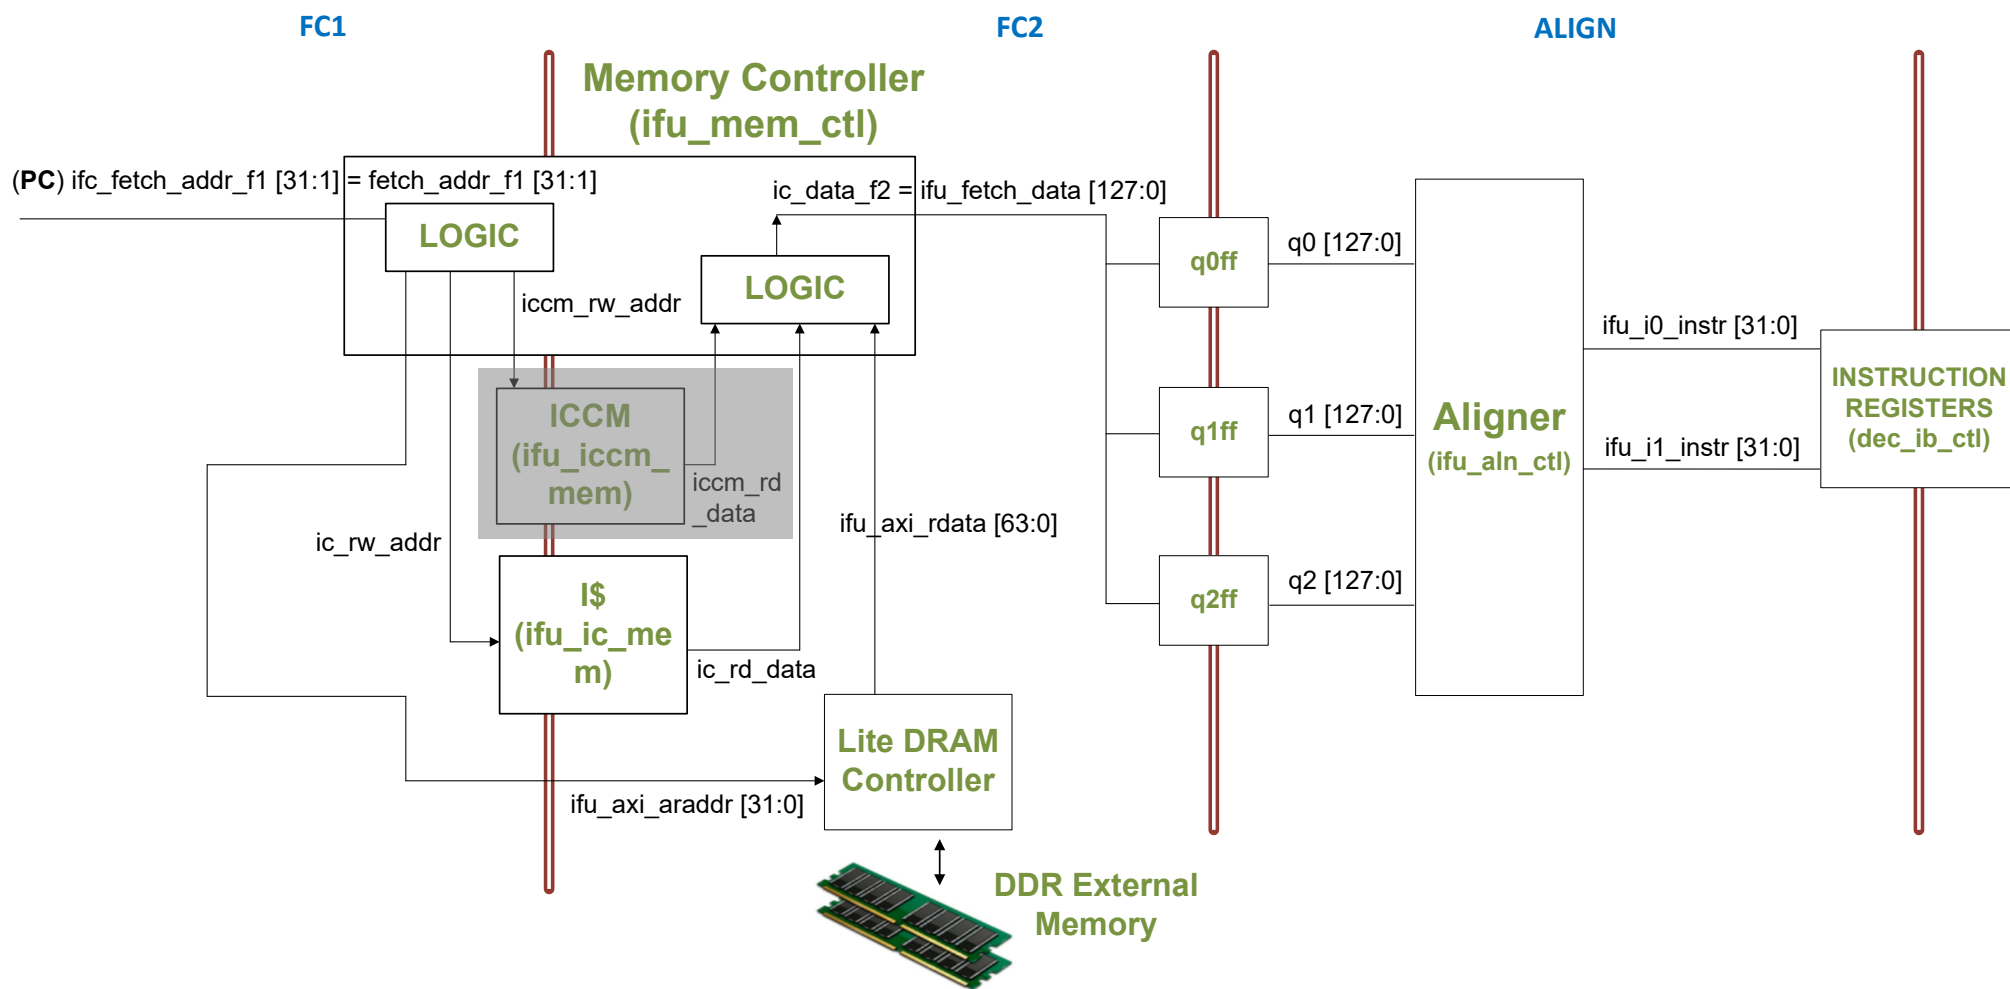 FC1
FC2
ALIGN
Memory Controller
(ifu_mem_ctl)
(PC) ifc_fetch_addr_f1 [31:1] = fetch_addr_f1 [31:1]
ic_data_f2 = ifu_fetch_data [127:0]
LOGIC
LOGIC
iccm_rw_addr
q0ff
q0 [127:0]
ifu_i0_instr [31:0]
ICCM
(ifu_iccm_
mem)
iccm_rd
_data
q1ff
q1 [127:0]
Aligner
(ifu_aln_ctl)
ifu_i1_instr [31:0]
INSTRUCTION
REGISTERS
(dec_ib_ctl)
ic_rw_addr
ifu_axi_rdata [63:0]
I$
(ifu_ic_me
m)
ic_rd_data
q2ff
q2 [127:0]
Lite DRAM
Controller
ifu_axi_araddr [31:0]
DDR External
Memory